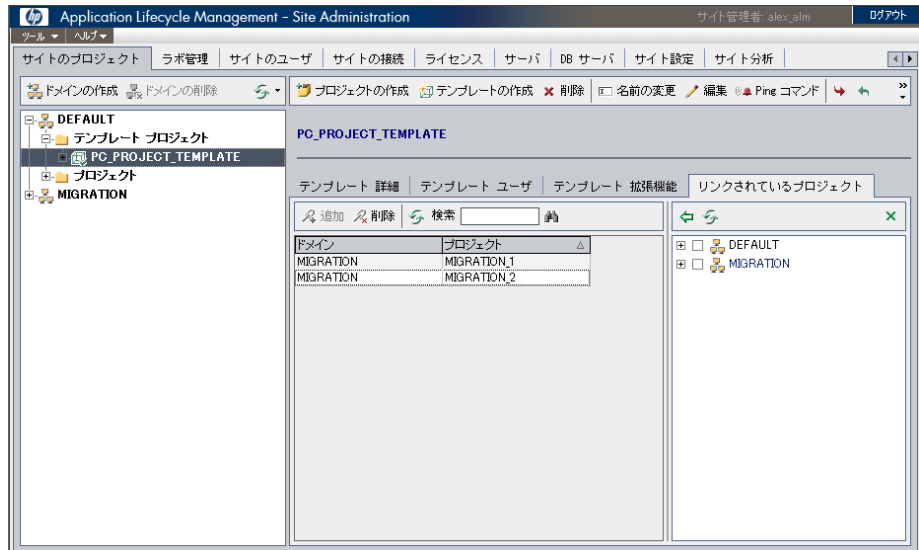 hp Application Lifecycle Management - Site Administration サイト管理者: alex_alm ログアウト
ツール ヘルプ
サイトのプロジェクト ラボ管理 サイトのユーザ サイトの接続 ライセンス サーバ DB サーバ サイト設定 サイト分析
ドメインの作成 ドメインの削除 プロジェクトの作成 テンプレートの作成 削除 名前の変更 編集 Ping コマンド
DEFAULT
テンプレート プロジェクト
PC_PROJECT_TEMPLATE
プロジェクト
MIGRATION
PC_PROJECT_TEMPLATE
テンプレート 詳細 テンプレート ユーザ テンプレート 拡張機能 リンクされているプロジェクト
追加 削除 検索
ドメイン プロジェクト
MIGRATION MIGRATION_1
MIGRATION MIGRATION_2
DEFAULT
MIGRATION